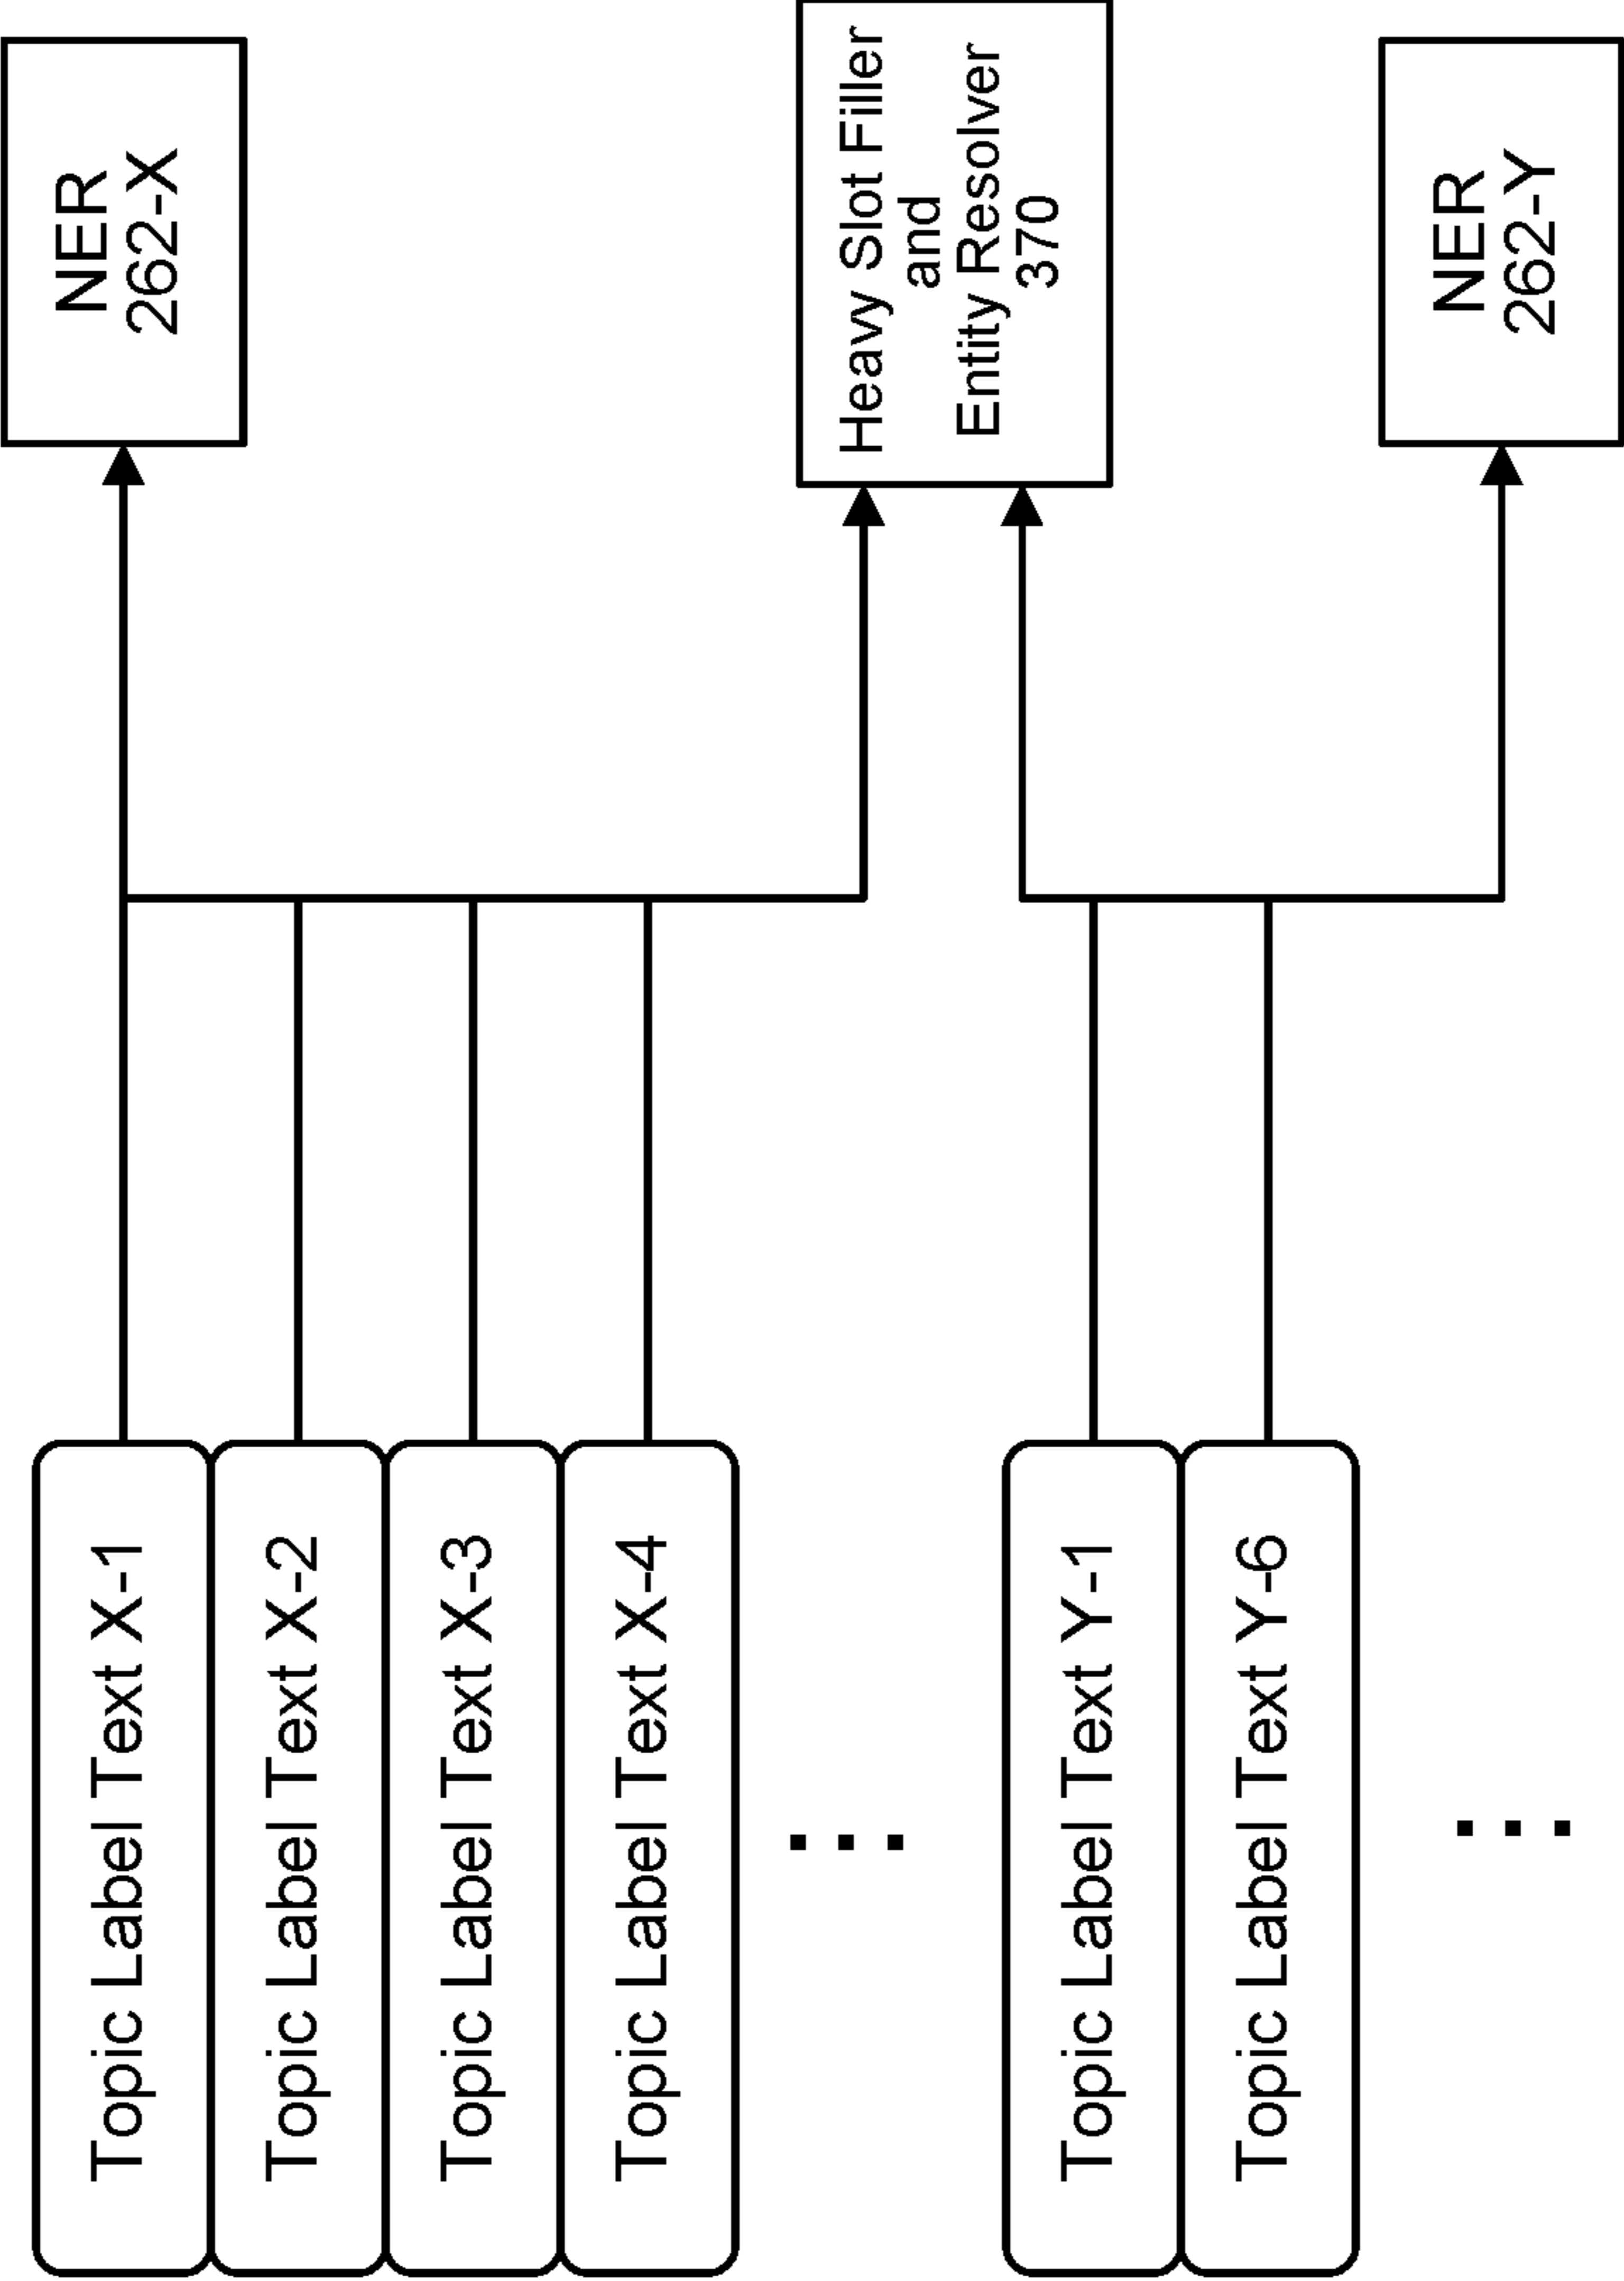 Topic Label Text X-1
Topic Label Text X-2
Topic Label Text X-3
Topic Label Text X-4
Topic Label Text Y-1
Topic Label Text Y-6
NER
262-X
Heavy Slot Filler
and
Entity Resolver
370
NER
262-Y